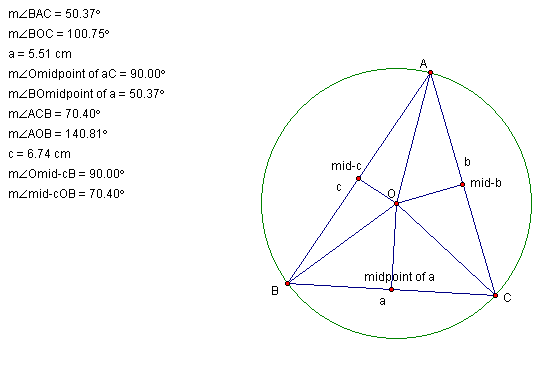 m∠BAC = 50.37°
m∠BOC = 100.75°
a = 5.51 cm
m∠Omidpoint of aC = 90.00°
m∠BOmidpoint of a = 50.37°
m∠ACB = 70.40°
m∠AOB = 140.81°
c = 6.74 cm
m∠Omid-cB = 90.00°
m∠mid-cOB = 70.40°
A
mid-c
b
c
mid-b
O
midpoint of a
B
a
C